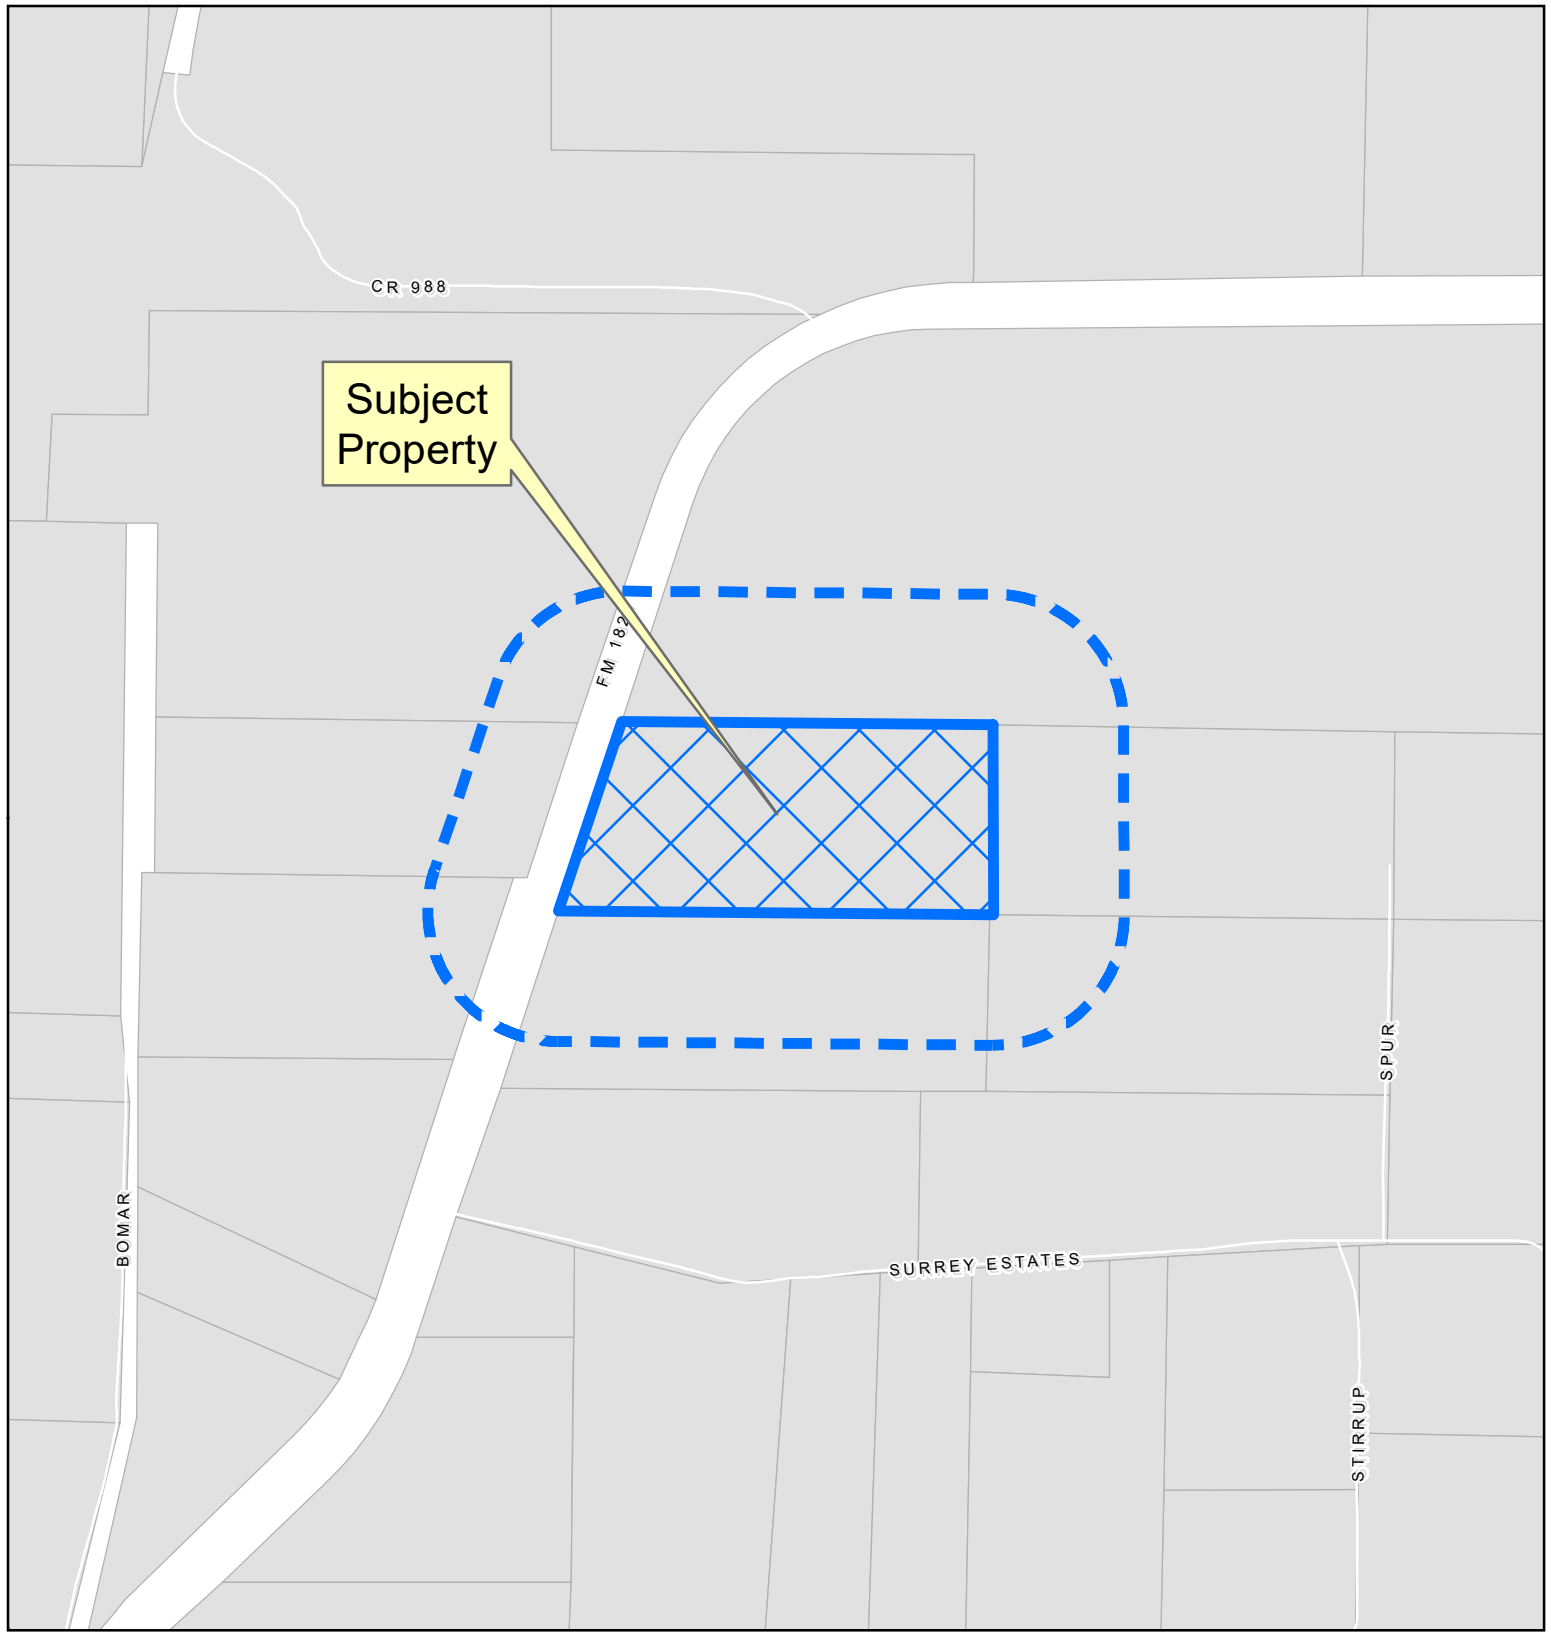 CR 988
Subject
Property
FM 182
SPUR
BOMAR
SURREY ESTATES
STIRRUP